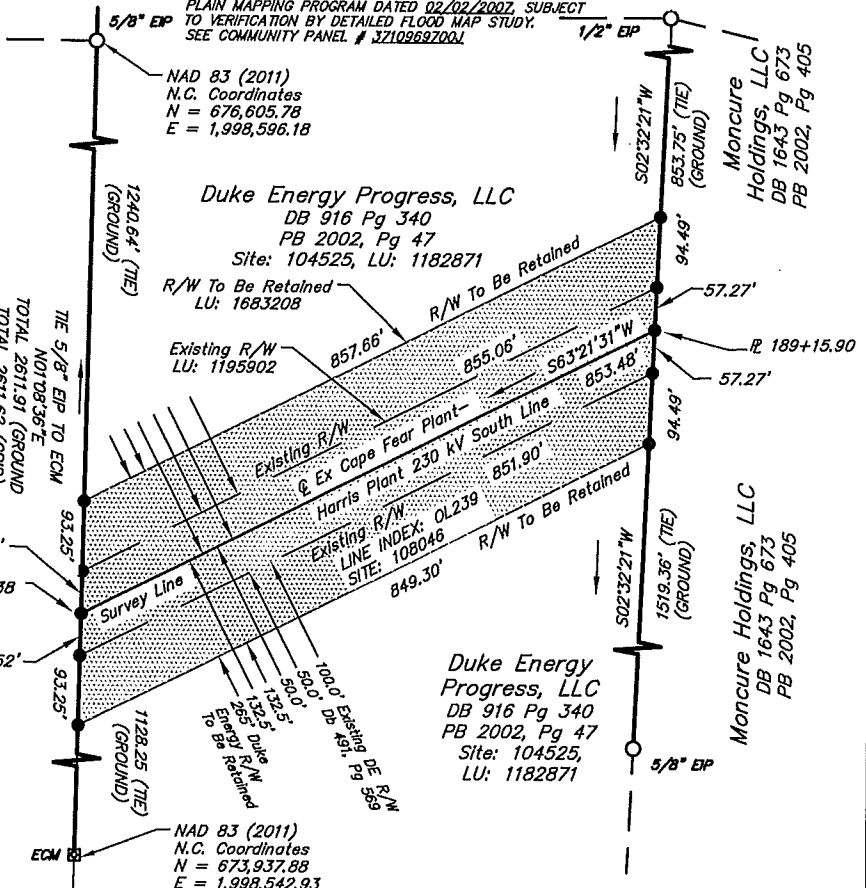 PLAIN MAPPING PROGRAM DATED 02/02/2007, SUBJECT
TO VERIFICATION BY DETAILED FLOOD MAP STUDY.
SEE COMMUNITY PANEL # 3710969700J
5/8" EIP
1/2" EIP
NAD 83 (2011)
N.C. Coordinates
N = 676,605.78
E = 1,998,596.18
S02°32'21"W
853.75' (TIE)
(GROUND)
Moncure
Holdings, LLC
DB 1643 Pg 673
PB 2002, Pg 405
1240.64' (TIE)
(GROUND)
Duke Energy Progress, LLC
DB 916 Pg 340
PB 2002, Pg 47
Site: 104525, LU: 1182871
R/W To Be Retained
LU: 1683208
R/W To Be Retained
857.66'
94.49'
57.27'
Existing R/W
LU: 1195902
855.06'
S63°21'31"W
853.48'
PL 189+15.90
57.27'
94.49'
TIE 5/8" EIP TO ECM
N01°08'36"E
TOTAL 2611.91 (GROUND
Existing R/W
℄ Ex Cape Fear Plant-
Harris Plant 230 kV South Line
851.90'
Existing R/W
LINE INDEX: OL239
SITE: 108046
R/W To Be Retained
849.30'
93.25'
38
Survey Line
52'
93.25'
100.0' Existing DE R/W
Db 491, Pg 569
50.0'
50.0'
132.5'
132.5'
265' Duke
Energy R/W
To Be Retained
S02°32'21"W
1519.36' (TIE)
(GROUND)
Moncure Holdings, LLC
DB 1643 Pg 673
PB 2002, Pg 405
Duke Energy
Progress, LLC
DB 916 Pg 340
PB 2002, Pg 47
Site: 104525,
LU: 1182871
5/8" EIP
1128.25 (TIE)
(GROUND)
ECM
NAD 83 (2011)
N.C. Coordinates
N = 673,937.88
E = 1,998,542.93